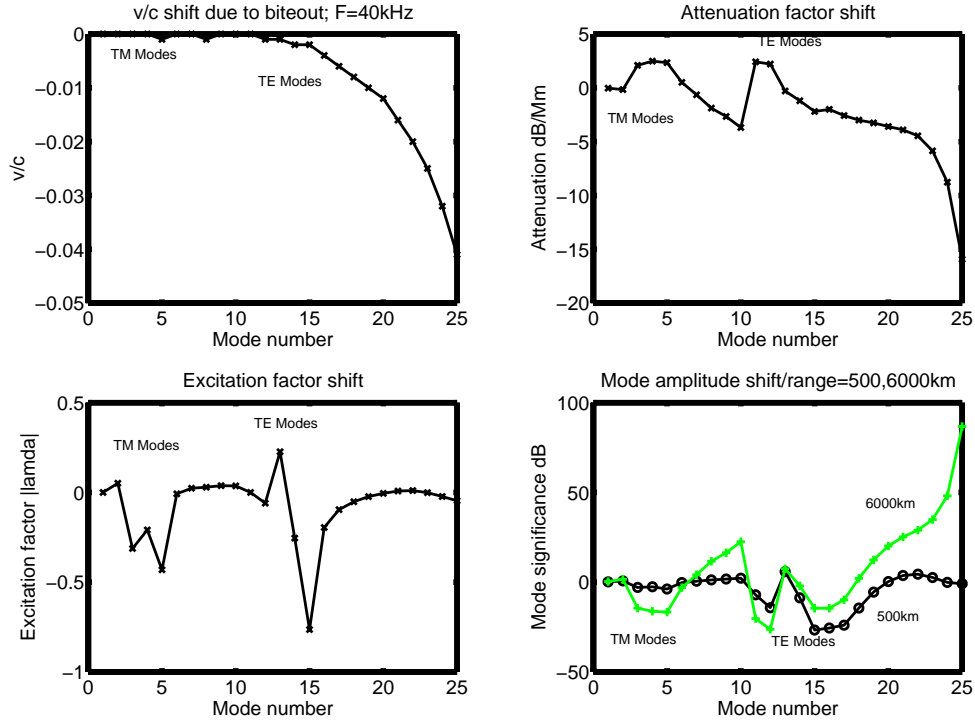 v/c shift due to biteout; F=40kHz
0
−0.01
−0.02
−0.03
−0.04
−0.05
v/c
TM Modes
TE Modes
0 5 10 15 20 25
Mode number
Attenuation factor shift
5
0
−5
−10
−15
−20
Attenuation dB/Mm
TE Modes
TM Modes
0 5 10 15 20 25
Mode number
Excitation factor shift
0.5
0
−0.5
−1
Excitation factor |lamda|
TM Modes
TE Modes
0 5 10 15 20 25
Mode number
Mode amplitude shift/range=500,6000km
100
50
0
−50
Mode significance dB
6000km
500km
TM Modes
TE Modes
0 5 10 15 20 25
Mode number